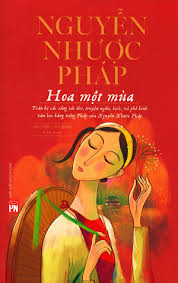 NGUYỄN
NHƯỢC
PHÁP
Hoa một mùa
Toàn bộ các sáng tác thơ, truyện ngắn, kịch, và phê bình
văn học bằng tiếng Pháp của Nguyễn Nhược Pháp
PN